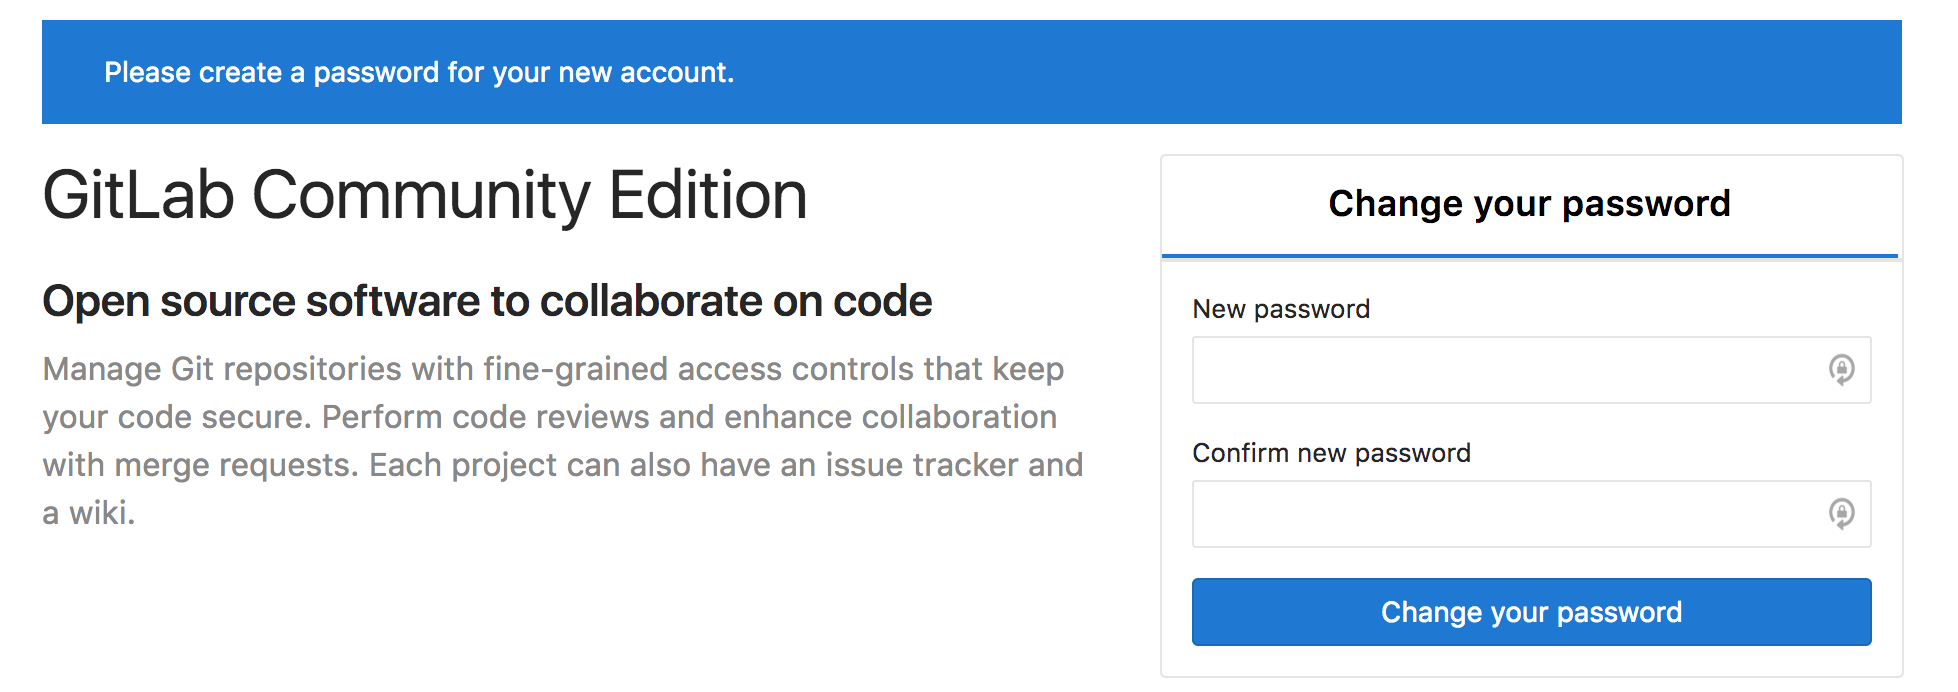 Please create a password for your new account.
GitLab Community Edition
Open source software to collaborate on code
Manage Git repositories with fine-grained access controls that keep
your code secure. Perform code reviews and enhance collaboration
with merge requests. Each project can also have an issue tracker and
a wiki.
Change your password
New password
Confirm new password
Change your password